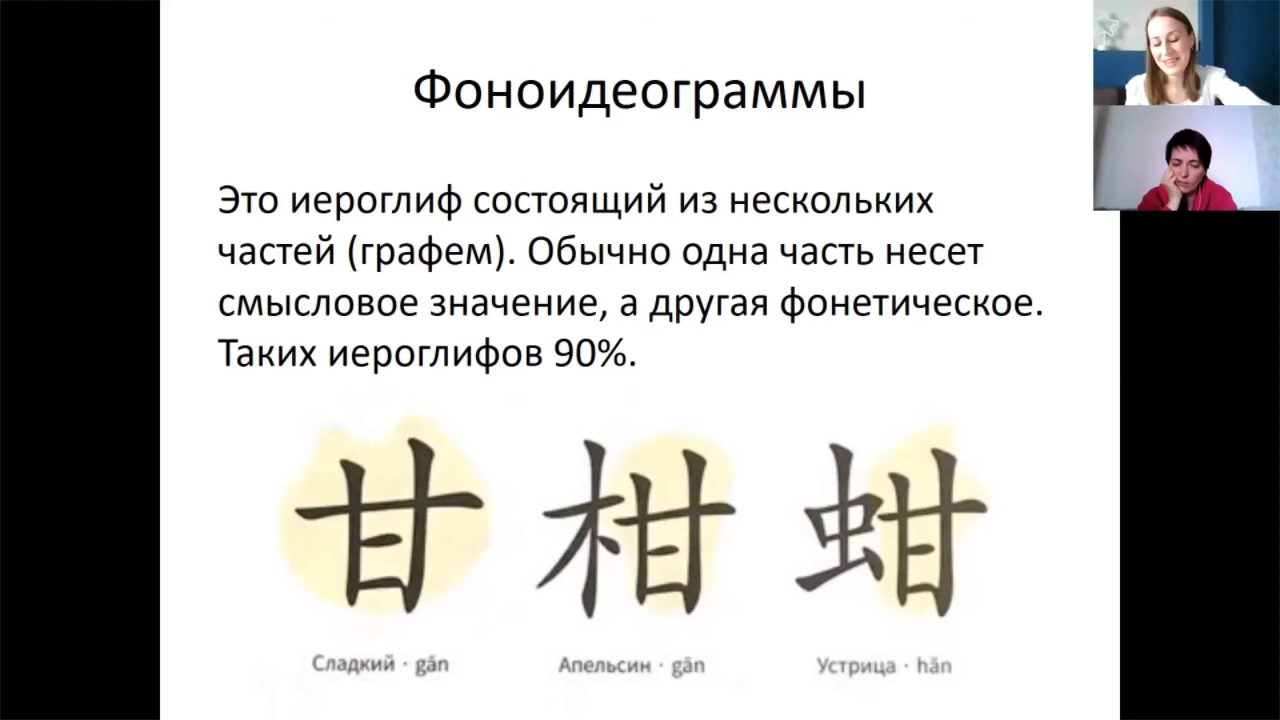 Фоноидеограммы
Это иероглиф состоящий из нескольких
частей (графем). Обычно одна часть несет
смысловое значение, а другая фонетическое.
Таких иероглифов 90%.
甘 柑 蚶
Сладкий · gān Апельсин · gān Устрица · hān